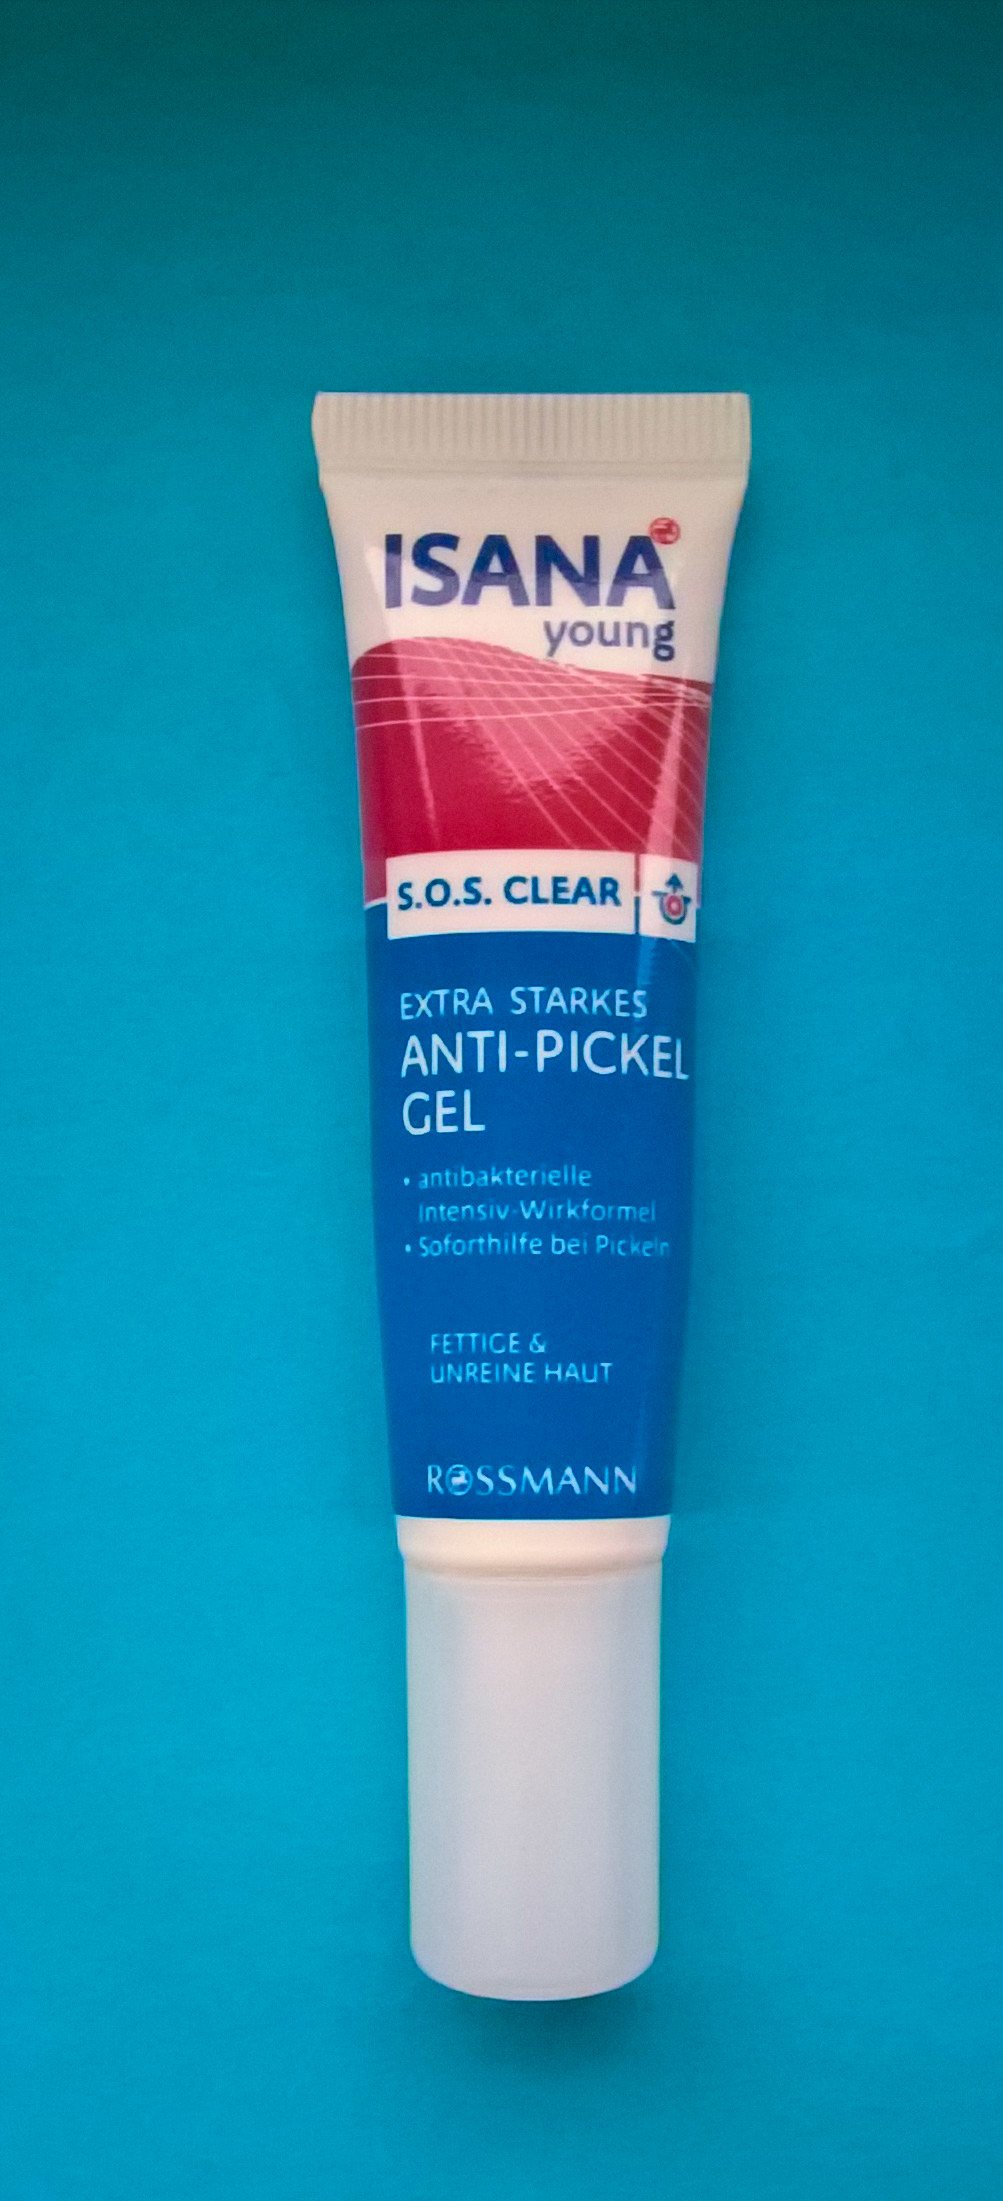 ISANA
young
S.O.S. CLEAR
EXTRA STARKES
ANTI-PICKEL
GEL
• antibakterielle
Intensiv-Wirkformel
• Soforthilfe bei Pickeln
FETTIGE &
UNREINE HAUT
ROSSMANN